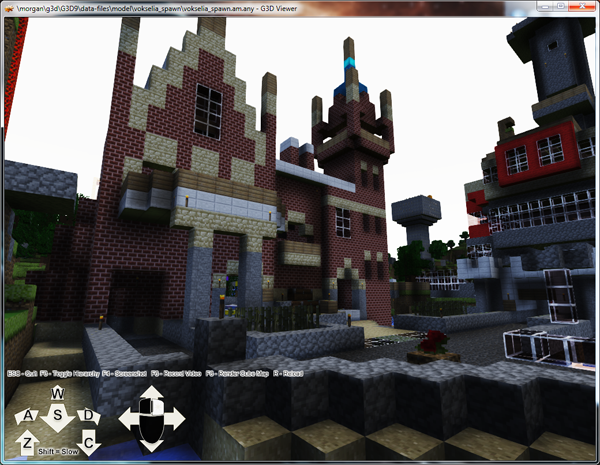 \morgan\g3d\G3D9\data-files\model\vokselia_spawn\vokselia_spawn.am.any - G3D Viewer
ESC - Quit F3 - Toggle Hierarchy F4 - Screenshot F6 - Record Video F8 - Render Cube Map R - Reload
W
A S D
Z C
Shift = Slow